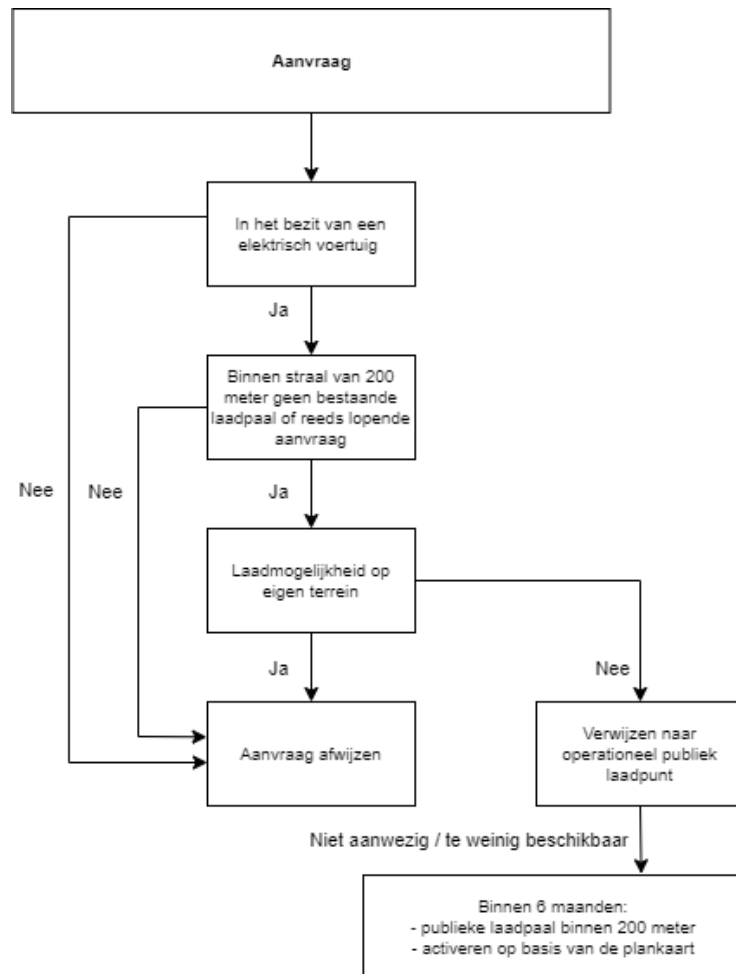 Aanvraag
In het bezit van een
elektrisch voertuig
Ja
Binnen straal van 200
meter geen bestaande
laadpaal of reeds lopende
aanvraag
Nee
Nee
Ja
Laadmogelijkheid op
eigen terrein
Ja
Nee
Aanvraag afwijzen
Verwijzen naar
operationeel publiek
laadpunt
Niet aanwezig / te weinig beschikbaar
Binnen 6 maanden:
- publieke laadpaal binnen 200 meter
- activeren op basis van de plankaart